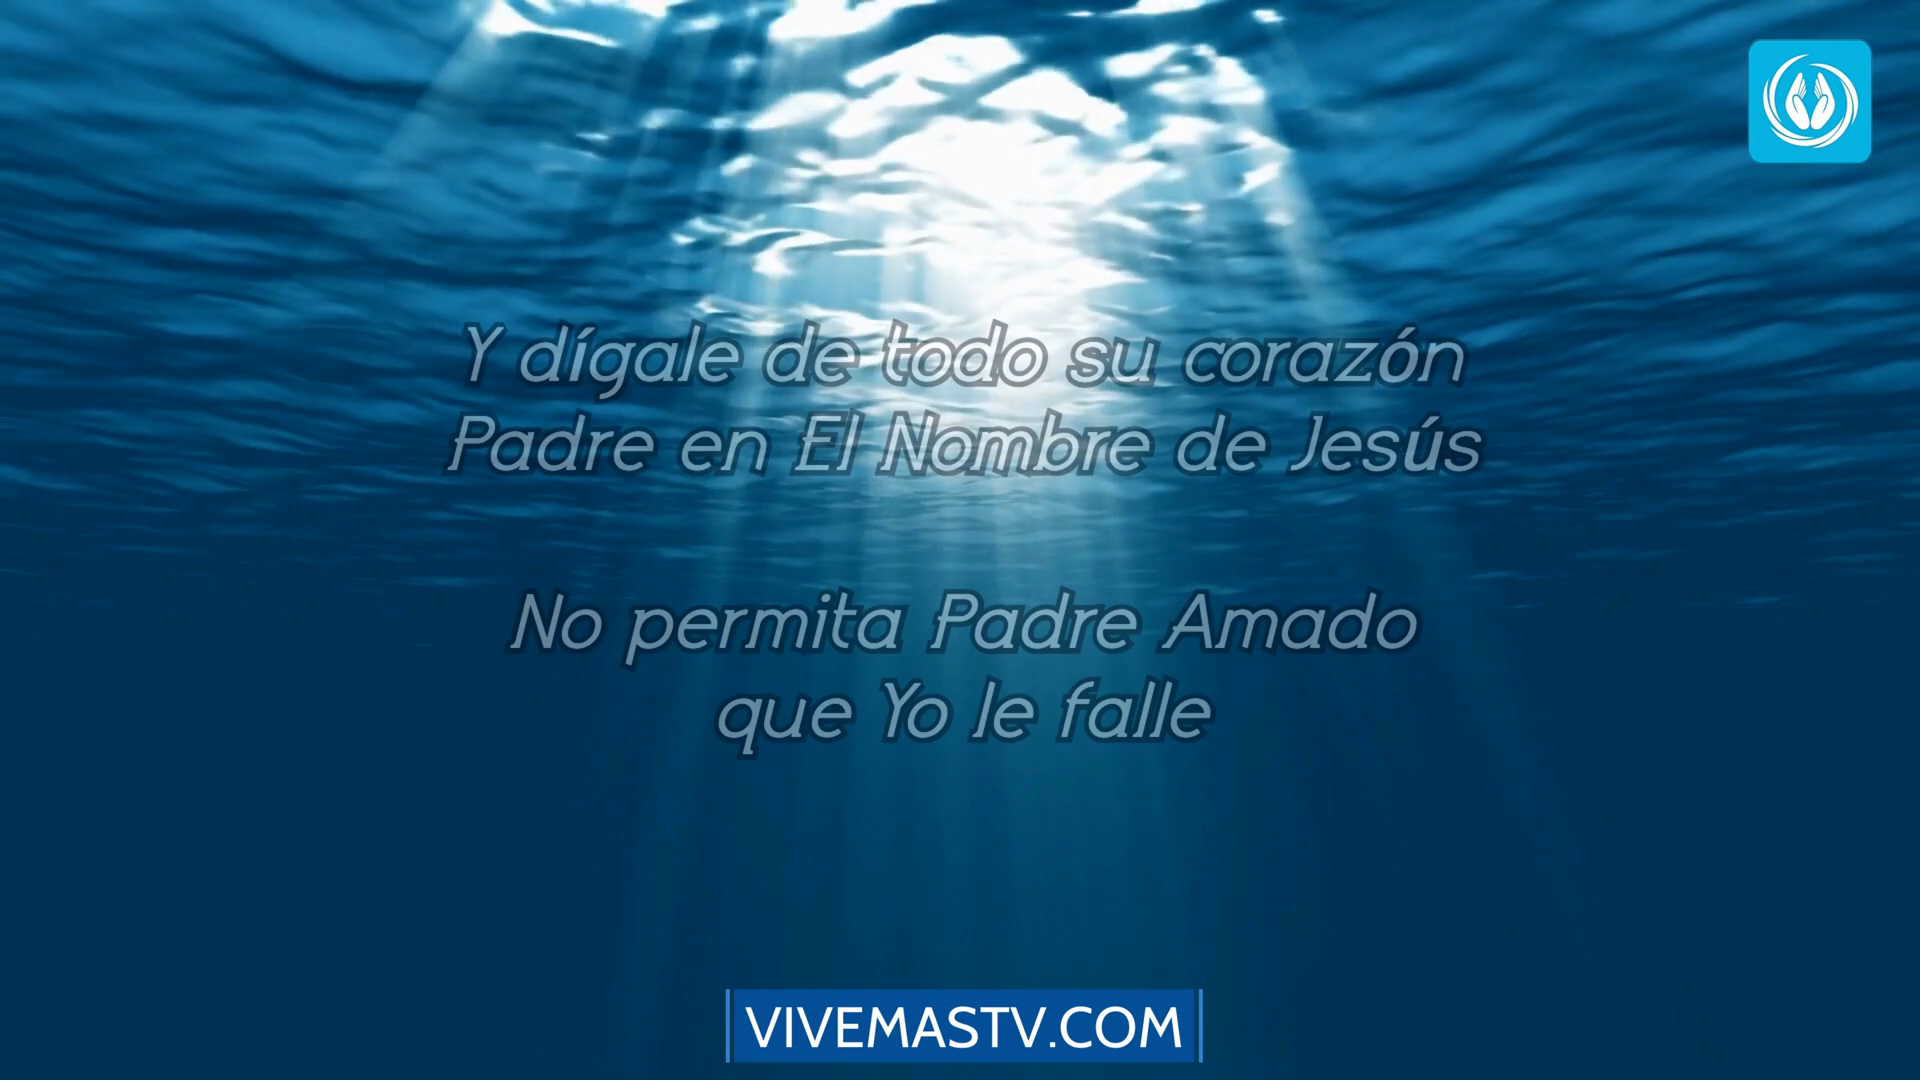 Y dígale de todo su corazón
Padre en El Nombre de Jesús
No permita Padre Amado
que Yo le falle
VIVEMASTV.COM